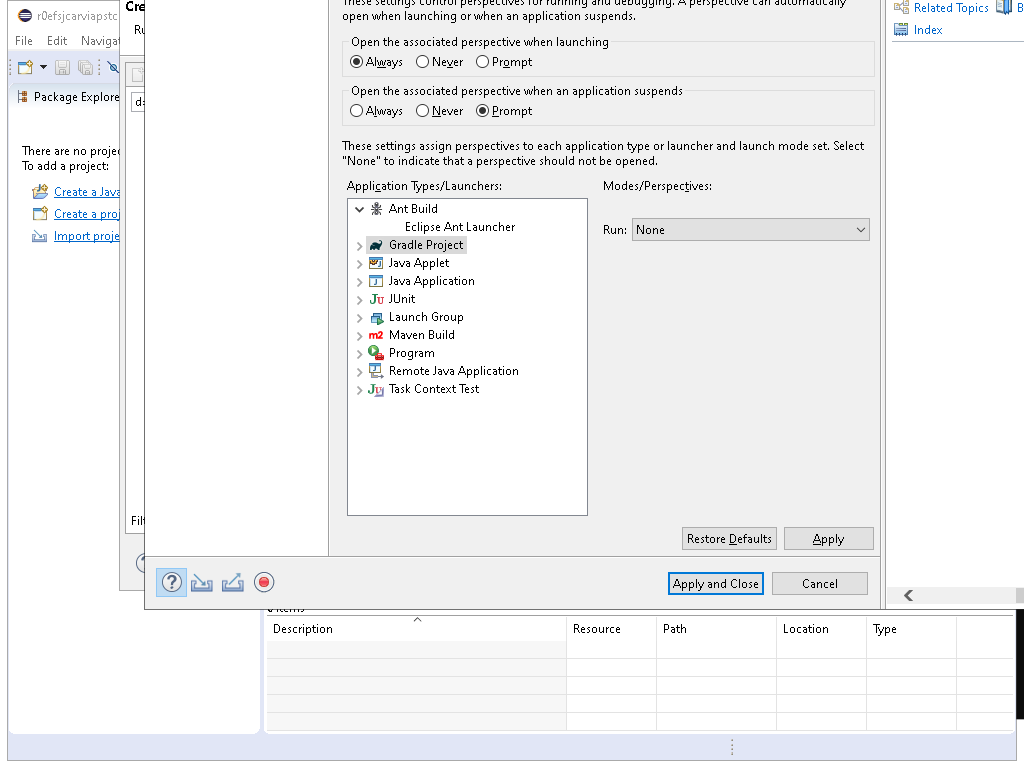 r0efsjcarviapstc
Cre
These settings control perspectives for running and debugging. A perspective can automatically
open when launching or when an application suspends.
Related Topics
B
Index
File Edit Navigat
Ru
Open the associated perspective when launching
Always Never Prompt
Open the associated perspective when an application suspends
Always Never Prompt
Package Explore
ds
These settings assign perspectives to each application type or launcher and launch mode set. Select
"None" to indicate that a perspective should not be opened.
There are no projec
To add a project:
Create a Java
Create a proj
Import proje
Application Types/Launchers:
Modes/Perspectives:
Ant Build
Eclipse Ant Launcher
Gradle Project
Java Applet
Java Application
JUnit
Launch Group
Maven Build
Program
Remote Java Application
Task Context Test
Run: None
Filt
Restore Defaults Apply
Apply and Close Cancel
0 items
Description Resource Path Location Type